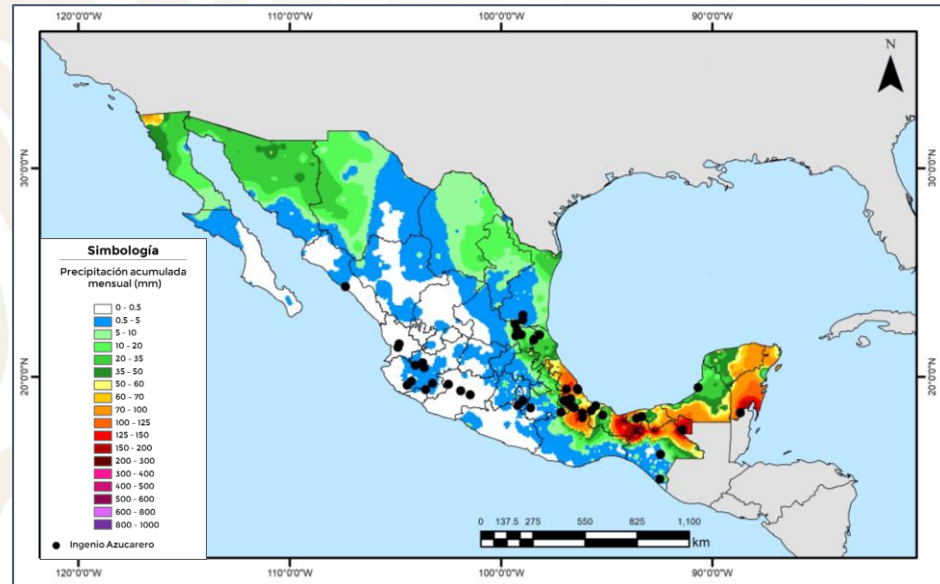 120°0'0"W 110°0'0"W 100°0'0"W 90°0'0"W
N
30°0'0"N 30°0'0"N
20°0'0"N 20°0'0"N
Simbología
Precipitación acumulada
mensual (mm)
0 - 0.5
0.5 - 5
5 - 10
10 - 20
20 - 35
35 - 50
50 - 60
60 - 70
70 - 100
100 - 125
125 - 150
150 - 200
200 - 300
300 - 400
400 - 500
500 - 600
600 - 800
800 - 1000
Ingenio Azucarero
0 137.5 275 550 825 1,100
km
120°0'0"W 110°0'0"W 100°0'0"W 90°0'0"W